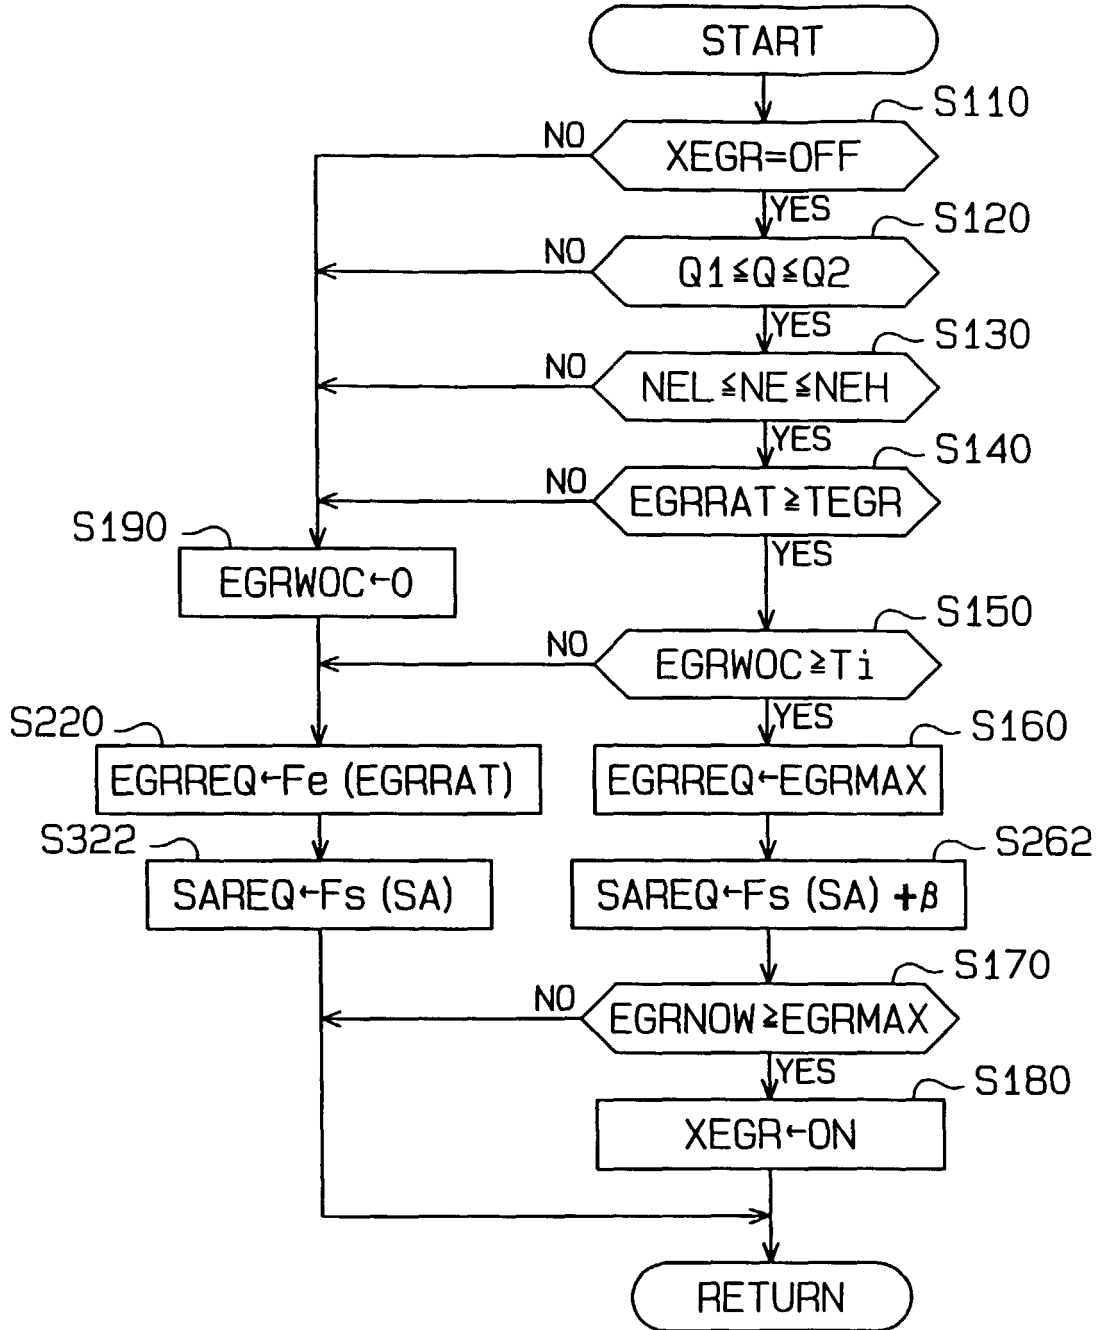 START
S110
XEGR=OFF
NO
YES
S120
Q1≦Q≦Q2
NO
YES
S130
NEL≦NE≦NEH
NO
YES
S140
EGRRAT≧TEGR
NO
YES
S190
EGRWOC←0
S150
EGRWOC≧Ti
NO
YES
S220
EGRREQ←Fe (EGRRAT)
S160
EGRREQ←EGRMAX
S322
SAREQ←Fs (SA)
S262
SAREQ←Fs (SA) +β
S170
EGRNOW≧EGRMAX
NO
YES
S180
XEGR←ON
RETURN